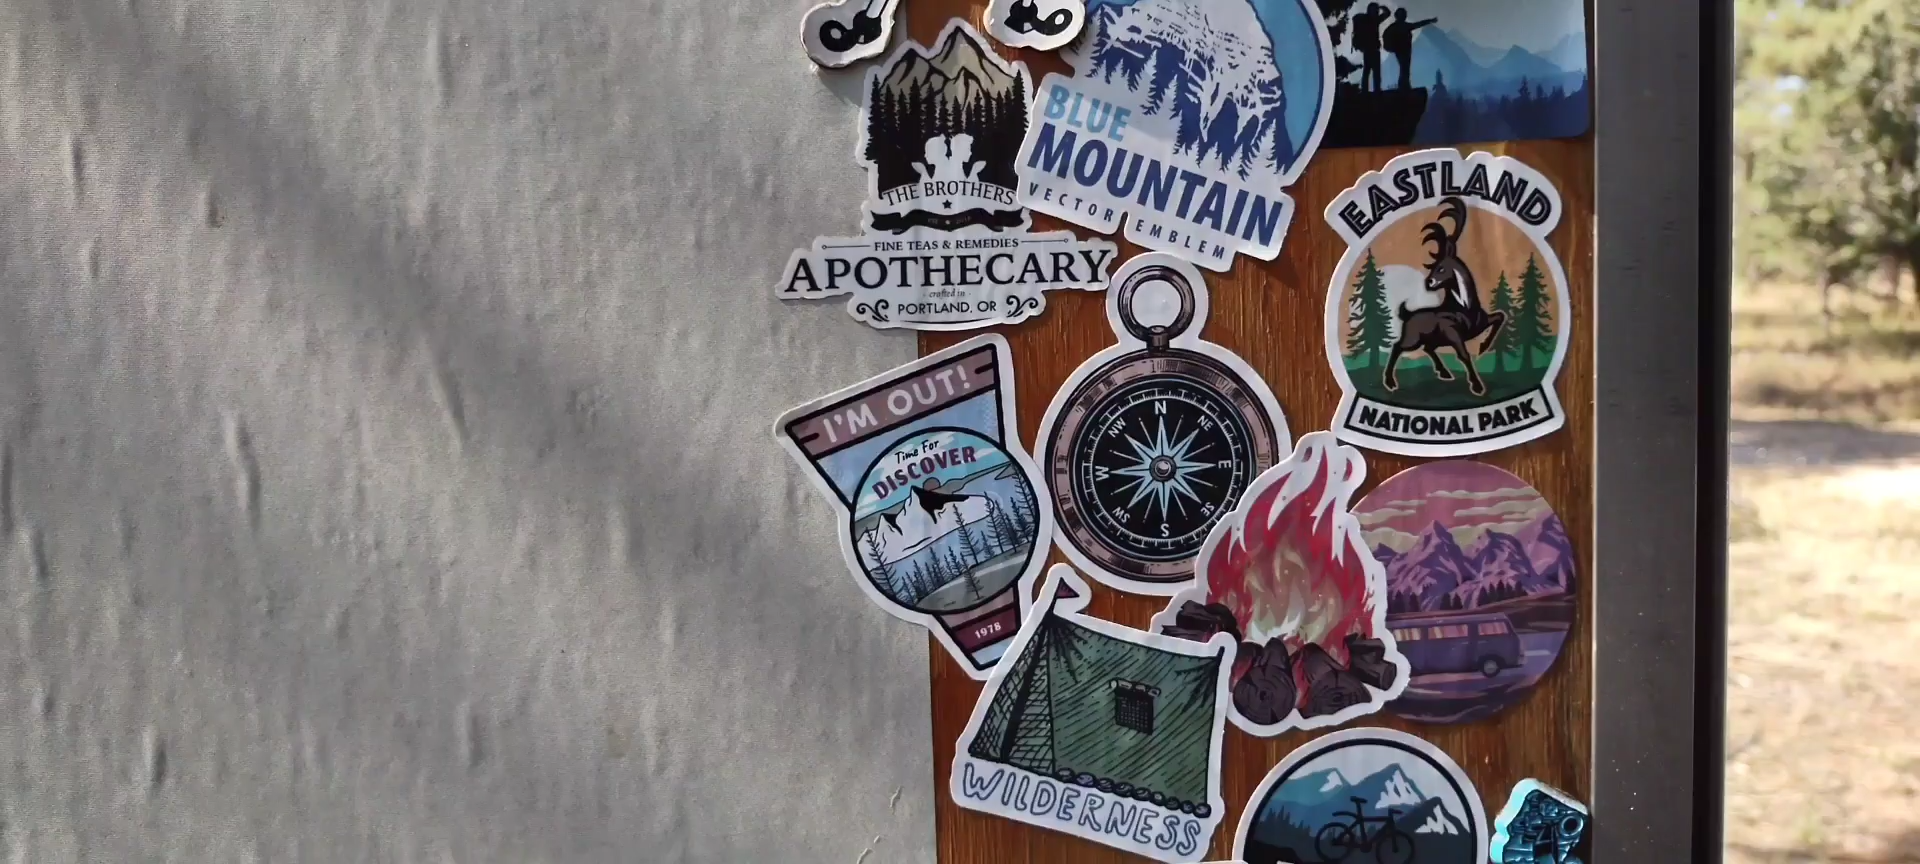 THE BROTHERS
FINE TEAS & REMEDIES
APOTHECARY
crafted in
PORTLAND, OR
BLUE
MOUNTAIN
VECTOR EMBLEM
EASTLAND
NATIONAL PARK
I'M OUT!
Time For
DISCOVER
1978
N
NE
E
SE
S
SW
W
NW
WILDERNESS